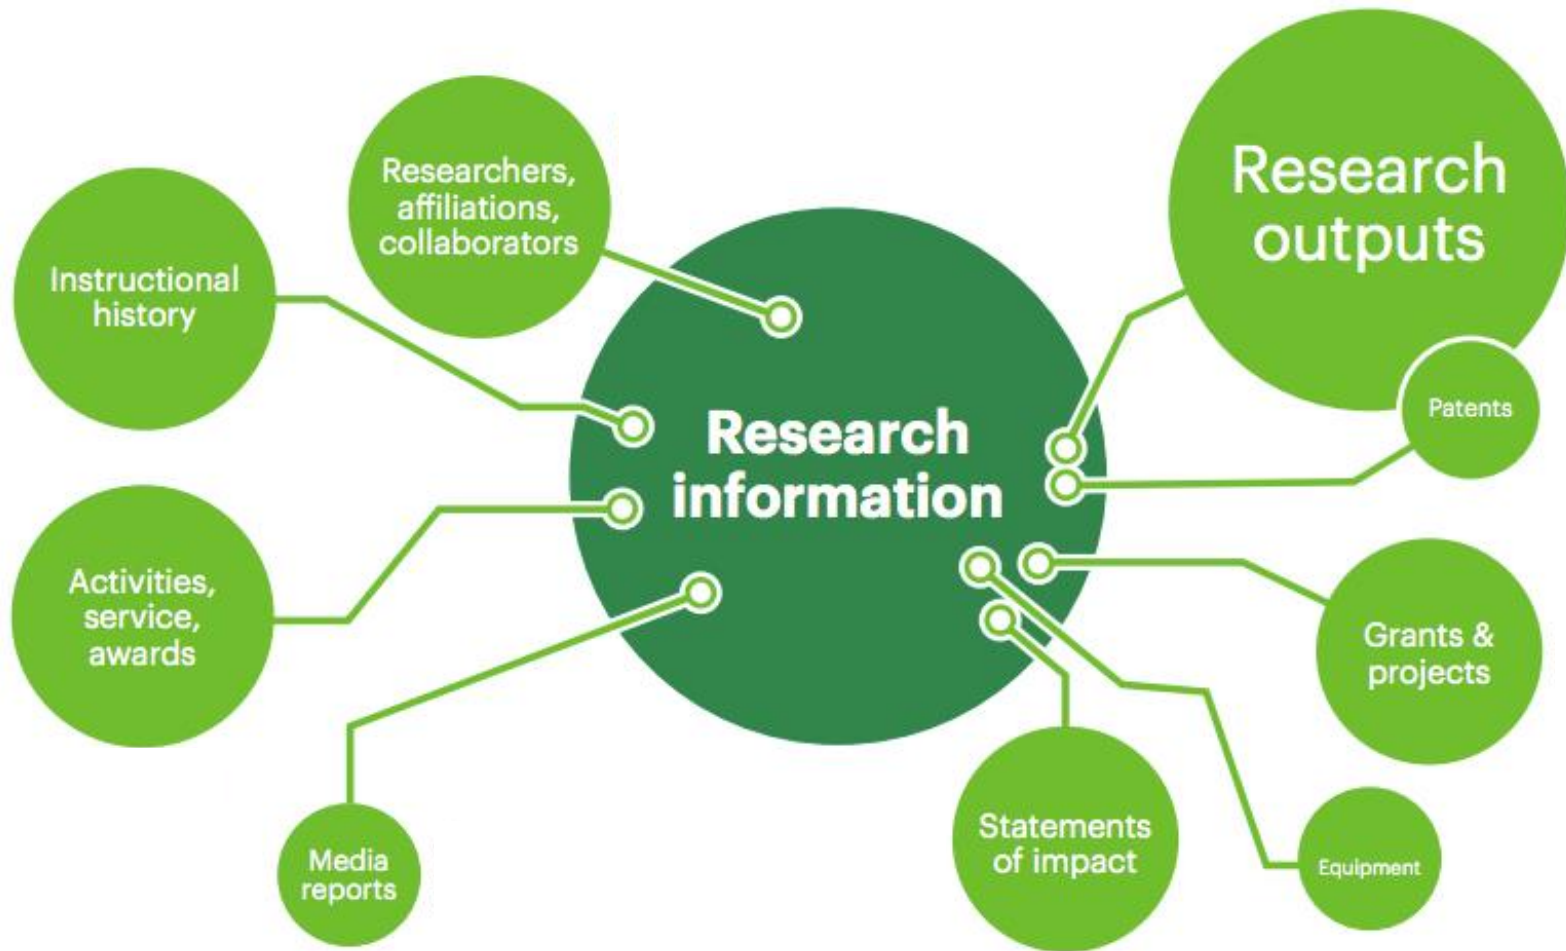 Researchers,
affiliations,
collaborators
Instructional
history
Research
outputs
Patents
Research
information
Activities,
service,
awards
Grants &
projects
Media
reports
Statements
of impact
Equipment